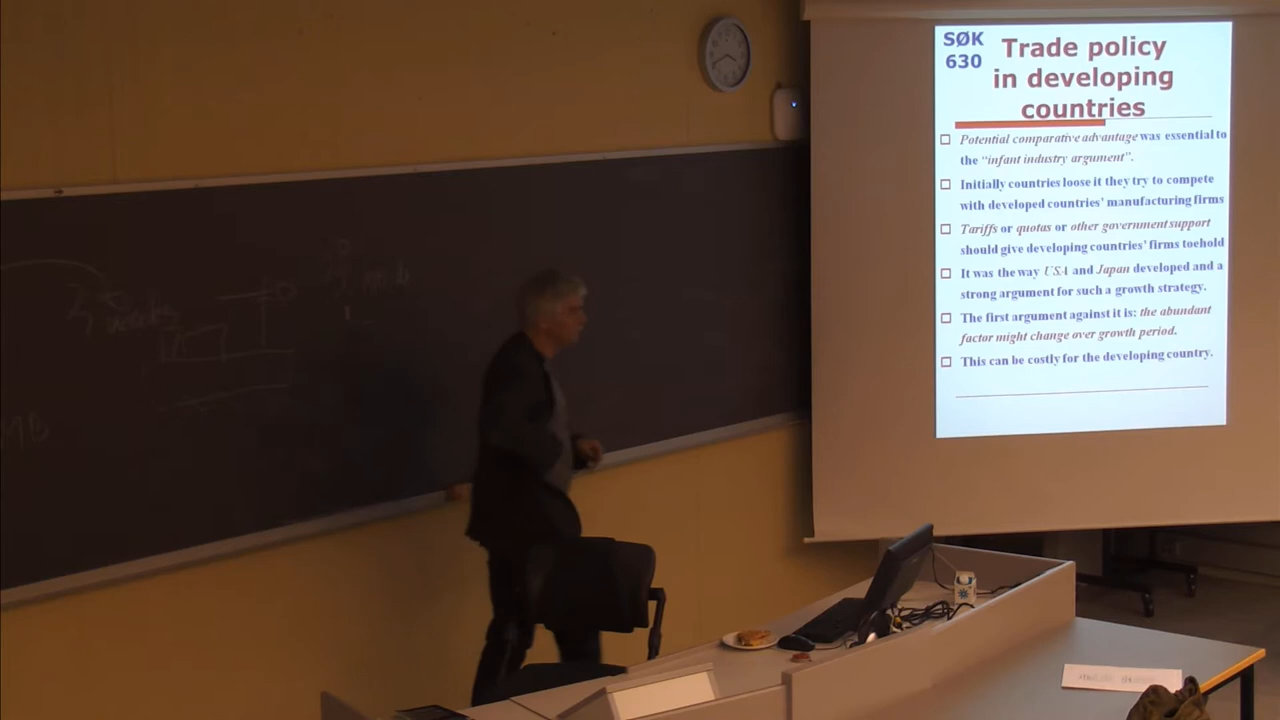 SØK
630
Trade policy
in developing
countries
Potential comparative advantage was essential to
the “infant industry argument”.
Initially countries loose it they try to compete
with developed countries’ manufacturing firms
Tariffs or quotas or other government support
should give developing countries’ firms toehold
It was the way USA and Japan developed and a
strong argument for such a growth strategy.
The first argument against it is: the abundant
factor might change over growth period.
This can be costly for the developing country.